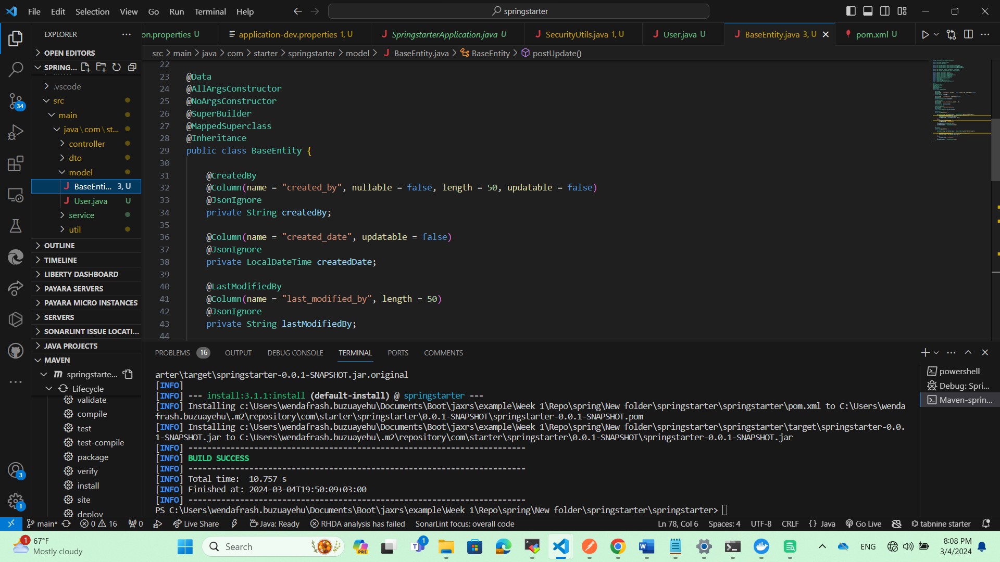 File Edit Selection View Go Run Terminal Help
springstarter
EXPLORER
on.properties U
application-dev.properties 1, U
SpringstarterApplication.java U
SecurityUtils.java 1, U
User.java U
BaseEntity.java 3, U
pom.xml U
src > main > java > com > starter > springstarter > model > BaseEntity.java > BaseEntity > postUpdate()
OPEN EDITORS
SPRING...
.vscode
src
main
java\com\st...
controller
dto
model
BaseEnti... 3, U
User.java U
service
util
OUTLINE
TIMELINE
LIBERTY DASHBOARD
PAYARA SERVERS
PAYARA MICRO INSTANCES
SERVERS
SONARLINT ISSUE LOCATI...
JAVA PROJECTS
MAVEN
springstarte...
Lifecycle
validate
compile
test
test-compile
package
verify
install
site
deploy
34
3
1
22
23 @Data
24 @AllArgsConstructor
25 @NoArgsConstructor
26 @SuperBuilder
27 @MappedSuperclass
28 @Inheritance
29 public class BaseEntity {
30
31 @CreatedBy
32 @Column(name = "created_by", nullable = false, length = 50, updatable = false)
33 @JsonIgnore
34 private String createdBy;
35
36 @Column(name = "created_date", updatable = false)
37 @JsonIgnore
38 private LocalDateTime createdDate;
39
40 @LastModifiedBy
41 @Column(name = "last_modified_by", length = 50)
42 @JsonIgnore
43 private String lastModifiedBy;
44
PROBLEMS 16 OUTPUT DEBUG CONSOLE TERMINAL PORTS COMMENTS
arter\target\springstarter-0.0.1-SNAPSHOT.jar.original
[INFO]
[INFO] --- install:3.1.1:install (default-install) @ springstarter ---
[INFO] Installing c:\Users\wendafrash.buzuayehu\Documents\Boot\jaxrs\example\Week 1\Repo\spring\New folder\springstarter\springstarter\pom.xml to C:\Users\wenda
frash.buzuayehu\.m2\repository\com\starter\springstarter\0.0.1-SNAPSHOT\springstarter-0.0.1-SNAPSHOT.pom
[INFO] Installing c:\Users\wendafrash.buzuayehu\Documents\Boot\jaxrs\example\Week 1\Repo\spring\New folder\springstarter\springstarter\target\springstarter-0.0.
1-SNAPSHOT.jar to C:\Users\wendafrash.buzuayehu\.m2\repository\com\starter\springstarter\0.0.1-SNAPSHOT\springstarter-0.0.1-SNAPSHOT.jar
[INFO] ------------------------------------------------------------------------
[INFO] BUILD SUCCESS
[INFO] ------------------------------------------------------------------------
[INFO] Total time:  10.757 s
[INFO] Finished at: 2024-03-04T19:50:09+03:00
[INFO] ------------------------------------------------------------------------
PS C:\Users\wendafrash.buzuayehu\Documents\Boot\jaxrs\example\Week 1\Repo\spring\New folder\springstarter\springstarter>
powershell
Debug: Spri...
Maven-sprin...
main* 0 16 0 Live Share Java: Ready RHDA analysis has failed SonarLint focus: overall code Ln 78, Col 6 Spaces: 4 UTF-8 CRLF {} Java Go Live tabnine starter
1
67°F
Mostly cloudy
Search
PRE
1
ENG
8:08 PM
3/4/2024